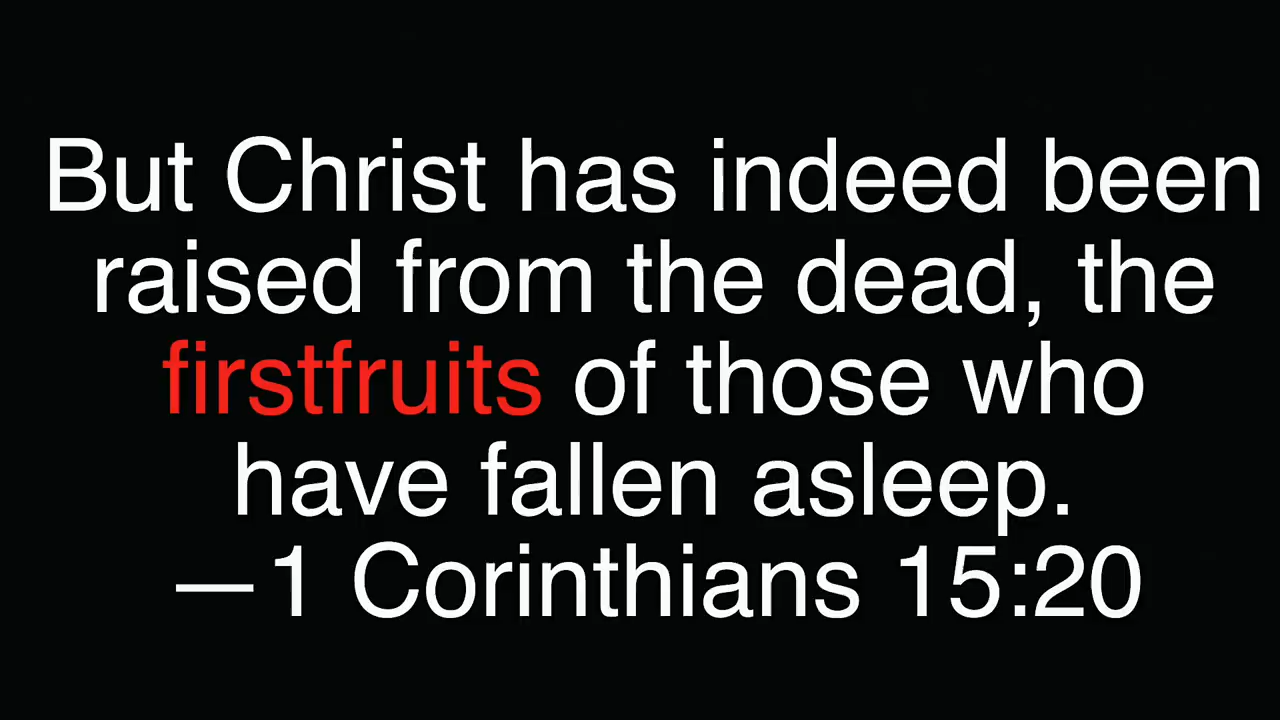 But Christ has indeed been
raised from the dead, the
firstfruits of those who
have fallen asleep.
—1 Corinthians 15:20